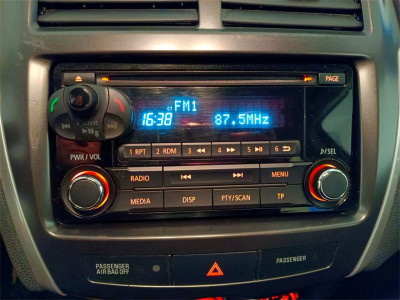 PAGE
CT FM1
16:38 87.5MHz
1 RPT 2 RDM 3 4 5 6
PWR / VOL
/SEL
RADIO MENU
MEDIA DISP PTY/SCAN TP
PASSENGER
AIR BAG OFF
PASSENGER